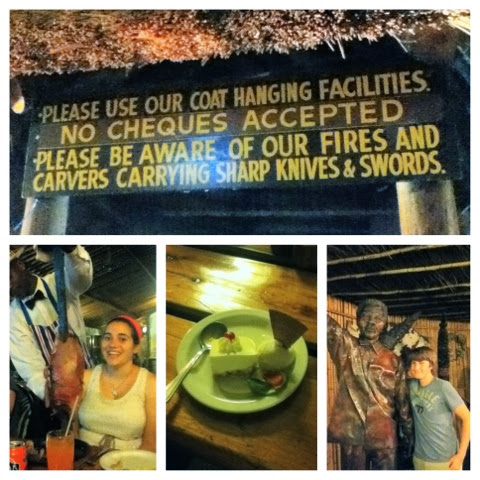 ·PLEASE USE OUR COAT HANGING FACILITIES.
NO CHEQUES ACCEPTED
·PLEASE BE AWARE OF OUR FIRES AND
CARVERS CARRYING SHARP KNIVES & SWORDS.